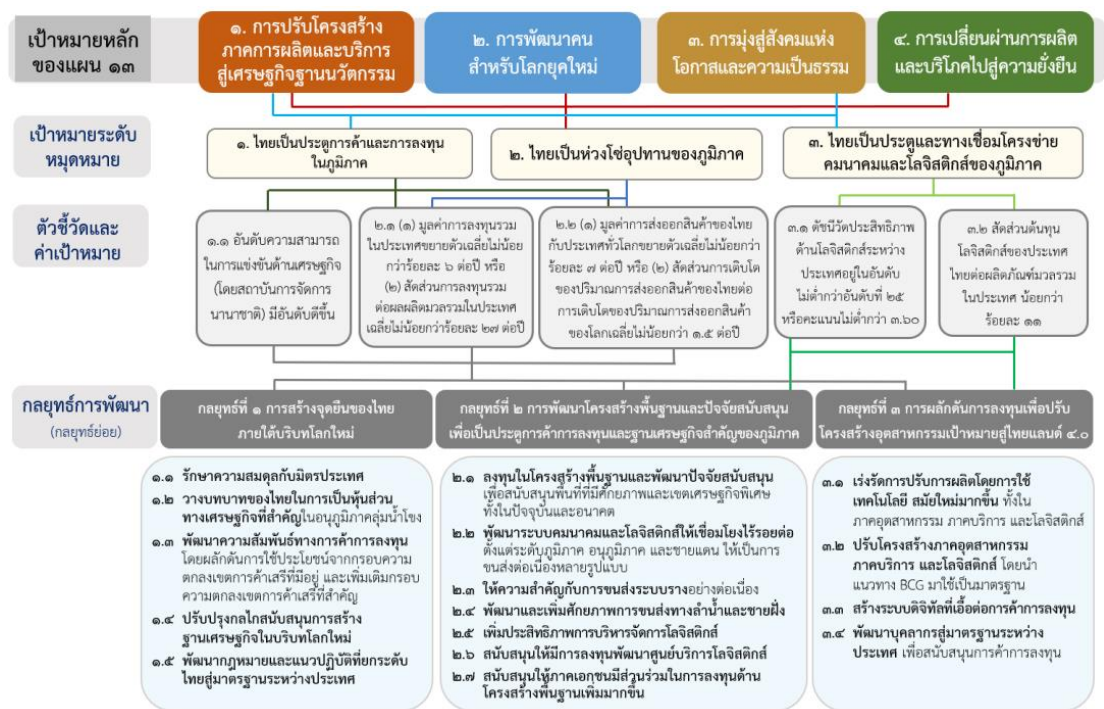 เป้าหมายหลัก
ของแผน ๑๓
๑. การปรับโครงสร้าง
ภาคการผลิตและบริการ
สู่เศรษฐกิจฐานนวัตกรรม
๒. การพัฒนาคน
สำหรับโลกยุคใหม่
๓. การมุ่งสู่สังคมแห่ง
โอกาสและความเป็นธรรม
๔. การเปลี่ยนผ่านการผลิต
และบริโภคไปสู่ความยั่งยืน
เป้าหมายระดับ
หมุดหมาย
๑. ไทยเป็นประตูการค้าและการลงทุน
ในภูมิภาค
๒. ไทยเป็นห่วงโซ่อุปทานของภูมิภาค
๓. ไทยเป็นประตูและทางเชื่อมโครงข่าย
คมนาคมและโลจิสติกส์ของภูมิภาค
ตัวชี้วัดและ
ค่าเป้าหมาย
๑.๑ อันดับความสามารถ
ในการแข่งขันด้านเศรษฐกิจ
(โดยสถาบันการจัดการ
นานาชาติ) มีอันดับดีขึ้น
๒.๑ (๑) มูลค่าการลงทุนรวม
ในประเทศขยายตัวเฉลี่ยไม่น้อย
กว่าร้อยละ ๖ ต่อปี หรือ
(๒) สัดส่วนการลงทุนรวม
ต่อผลผลิตมวลรวมในประเทศ
เฉลี่ยไม่น้อยกว่าร้อยละ ๒๗ ต่อปี
๒.๒ (๑) มูลค่าการส่งออกสินค้าของไทย
กับประเทศทั่วโลกขยายตัวเฉลี่ยไม่น้อยกว่า
ร้อยละ ๗ ต่อปี หรือ (๒) สัดส่วนการเติบโต
ของปริมาณการส่งออกสินค้าของไทยต่อ
การเติบโตของปริมาณการส่งออกสินค้า
ของโลกเฉลี่ยไม่น้อยกว่า ๑.๕ ต่อปี
๓.๑ ดัชนีวัดประสิทธิภาพ
ด้านโลจิสติกส์ระหว่าง
ประเทศอยู่ในอันดับ
ไม่ต่ำกว่าอันดับที่ ๒๕
หรือคะแนนไม่ต่ำกว่า ๓.๖๐
๓.๒ สัดส่วนต้นทุน
โลจิสติกส์ของประเทศ
ไทยต่อผลิตภัณฑ์มวลรวม
ในประเทศ น้อยกว่า
ร้อยละ ๑๑
กลยุทธ์การพัฒนา
(กลยุทธ์ย่อย)
กลยุทธ์ที่ ๑ การสร้างจุดยืนของไทย
ภายใต้บริบทโลกใหม่
กลยุทธ์ที่ ๒ การพัฒนาโครงสร้างพื้นฐานและปัจจัยสนับสนุน
เพื่อเป็นประตูการค้าการลงทุนและฐานเศรษฐกิจสำคัญของภูมิภาค
กลยุทธ์ที่ ๓ การผลักดันการลงทุนเพื่อปรับ
โครงสร้างอุตสาหกรรมเป้าหมายสู่ไทยแลนด์ ๔.๐
๑.๑ รักษาความสมดุลกับมิตรประเทศ
๑.๒ วางบทบาทของไทยในการเป็นหุ้นส่วน
ทางเศรษฐกิจที่สำคัญในอนุภูมิภาคลุ่มน้ำโขง
๑.๓ พัฒนาความสัมพันธ์ทางการค้าการลงทุน
โดยผลักดันการใช้ประโยชน์จากกรอบความ
ตกลงเขตการค้าเสรีที่มีอยู่ และเพิ่มเติมกรอบ
ความตกลงเขตการค้าเสรีที่สำคัญ
๑.๔ ปรับปรุงกลไกสนับสนุนการสร้าง
ฐานเศรษฐกิจในบริบทโลกใหม่
๑.๕ พัฒนากฎหมายและแนวปฏิบัติที่ยกระดับ
ไทยสู่มาตรฐานระหว่างประเทศ
๒.๑ ลงทุนในโครงสร้างพื้นฐานและพัฒนาปัจจัยสนับสนุน
เพื่อสนับสนุนพื้นที่ที่มีศักยภาพและเขตเศรษฐกิจพิเศษ
ทั้งในปัจจุบันและอนาคต
๒.๒ พัฒนาระบบคมนาคมและโลจิสติกส์ให้เชื่อมโยงไร้รอยต่อ
ตั้งแต่ระดับภูมิภาค อนุภูมิภาค และชายแดน ให้เป็นการ
ขนส่งต่อเนื่องหลายรูปแบบ
๒.๓ ให้ความสำคัญกับการขนส่งระบบรางอย่างต่อเนื่อง
๒.๔ พัฒนาและเพิ่มศักยภาพการขนส่งทางลำน้ำและชายฝั่ง
๒.๕ เพิ่มประสิทธิภาพการบริหารจัดการโลจิสติกส์
๒.๖ สนับสนุนให้มีการลงทุนพัฒนาศูนย์บริการโลจิสติกส์
๒.๗ สนับสนุนให้ภาคเอกชนมีส่วนร่วมในการลงทุนด้าน
โครงสร้างพื้นฐานเพิ่มมากขึ้น
๓.๑ เร่งรัดการปรับการผลิตโดยการใช้
เทคโนโลยี สมัยใหม่มากขึ้น ทั้งใน
ภาคอุตสาหกรรม ภาคบริการ และโลจิสติกส์
๓.๒ ปรับโครงสร้างภาคอุตสาหกรรม
ภาคบริการ และโลจิสติกส์ โดยนำ
แนวทาง BCG มาใช้เป็นมาตรฐาน
๓.๓ สร้างระบบดิจิทัลที่เอื้อต่อการค้าการลงทุน
๓.๔ พัฒนาบุคลากรสู่มาตรฐานระหว่าง
ประเทศ เพื่อสนับสนุนการค้าการลงทุน